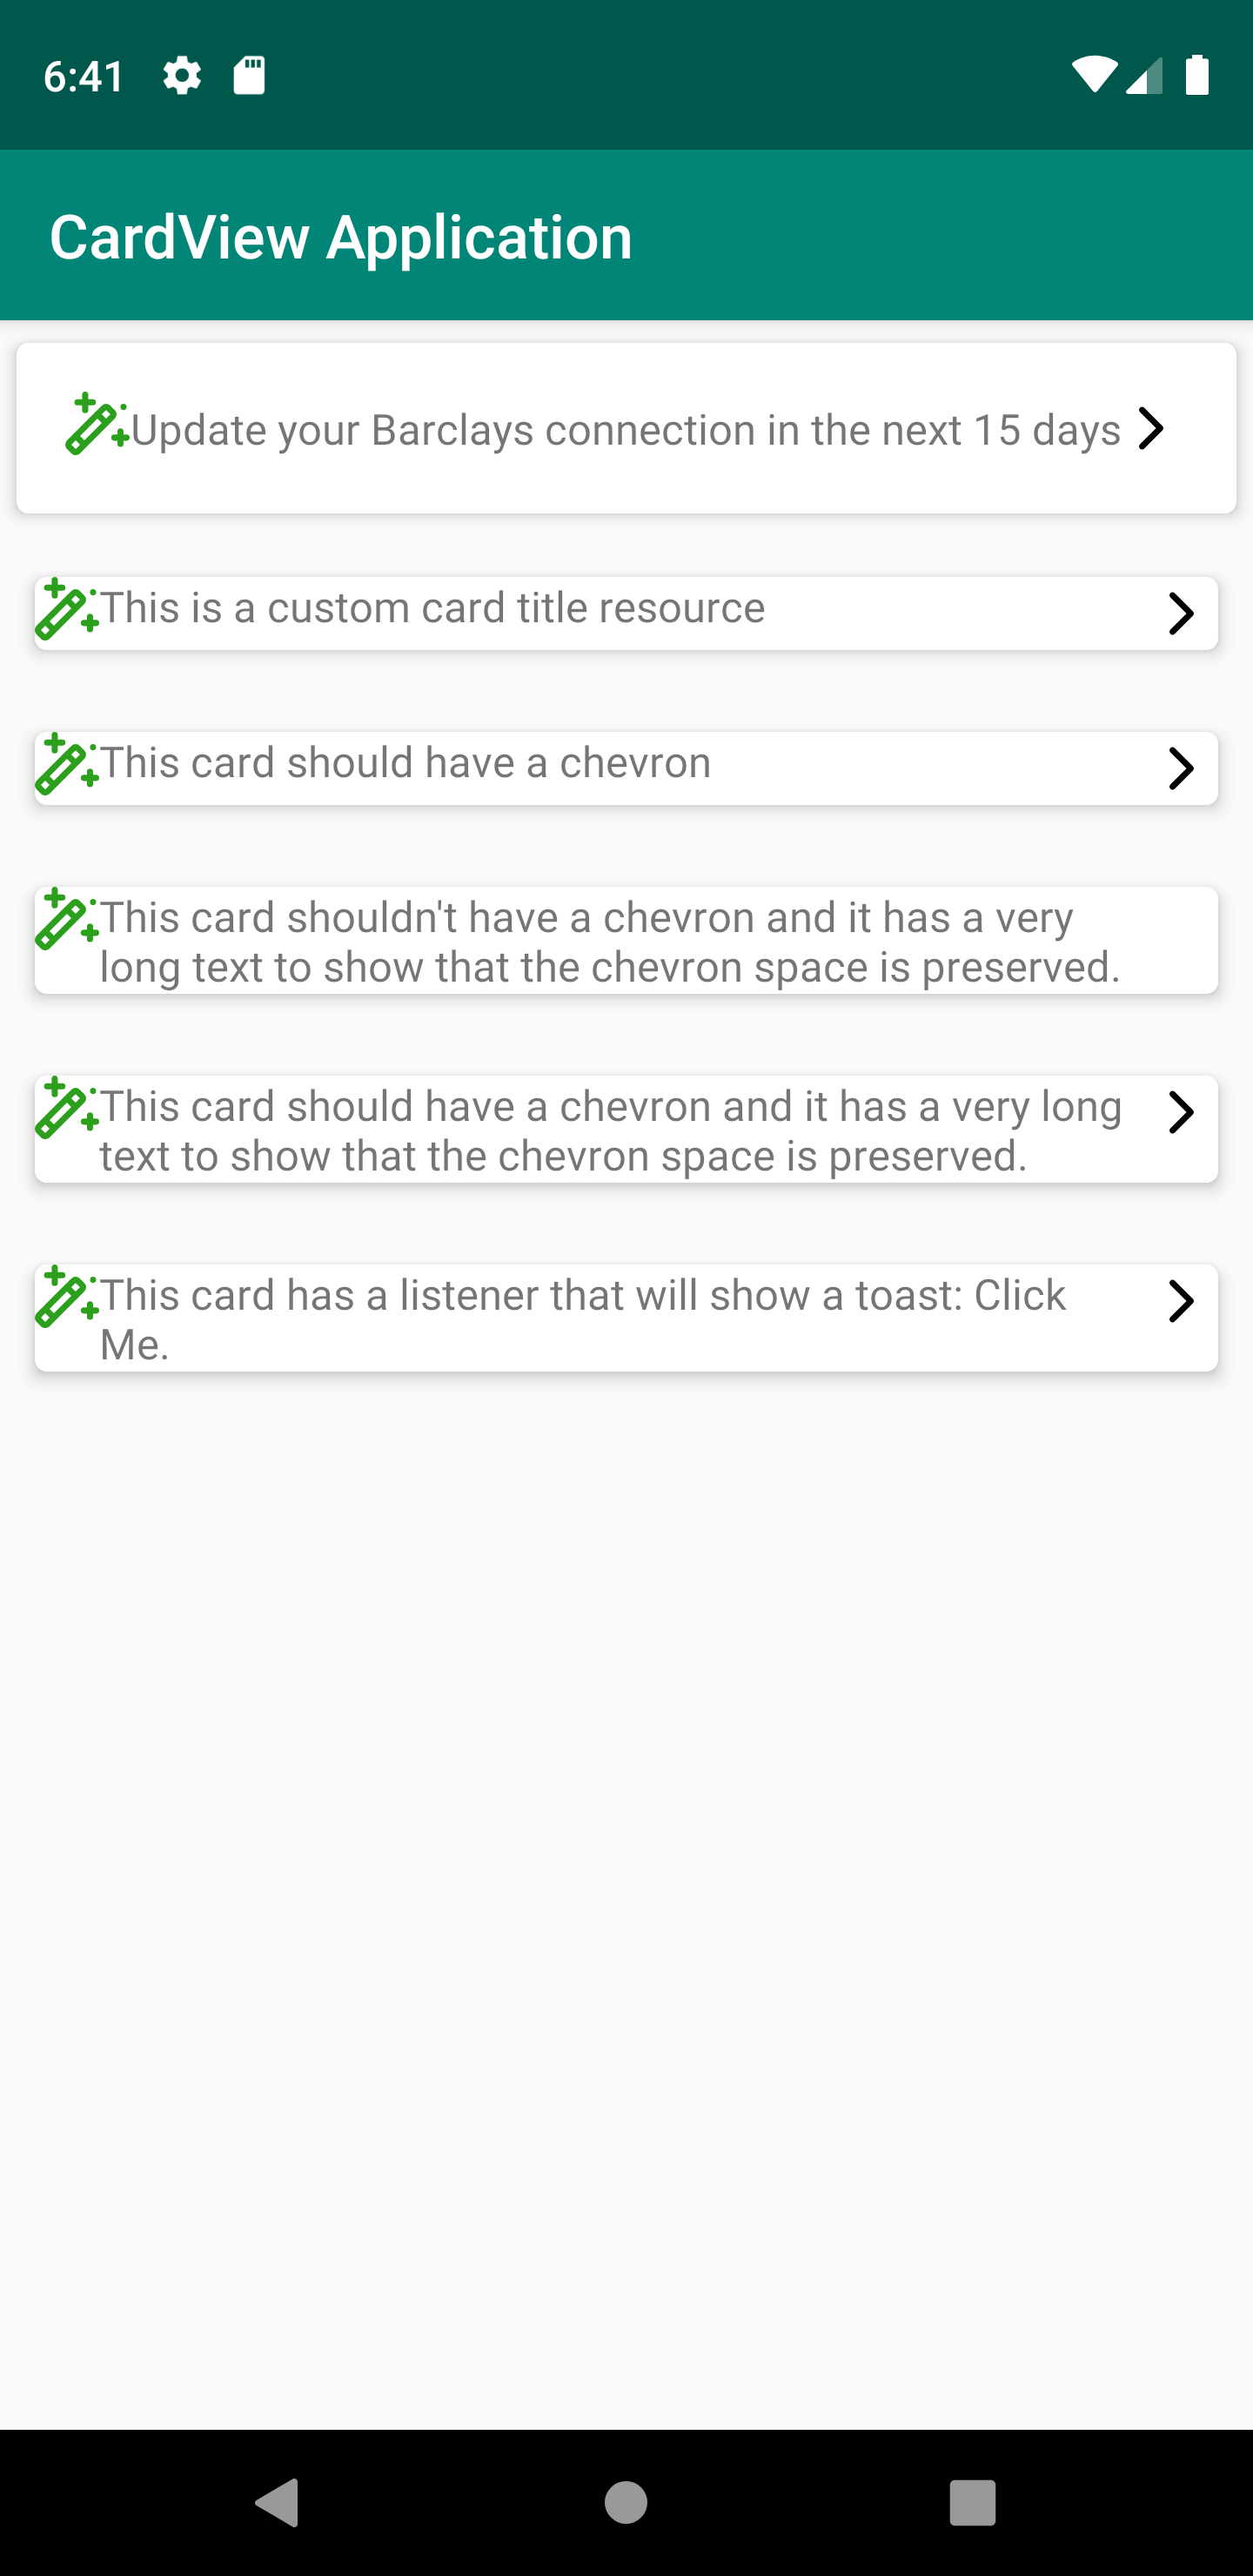 6:41
CardView Application
Update your Barclays connection in the next 15 days
This is a custom card title resource
This card should have a chevron
This card shouldn't have a chevron and it has a very
long text to show that the chevron space is preserved.
This card should have a chevron and it has a very long
text to show that the chevron space is preserved.
This card has a listener that will show a toast: Click
Me.